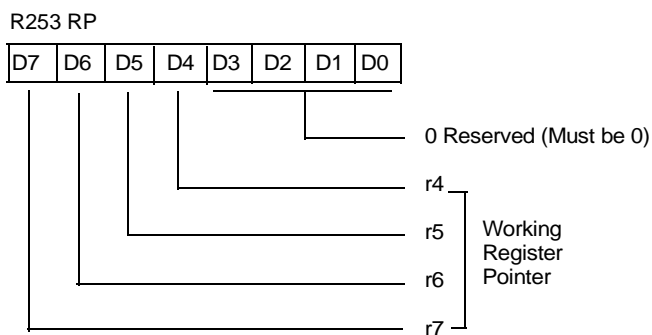 R253 RP
D7 D6 D5 D4 D3 D2 D1 D0
0 Reserved (Must be 0)
r4
r5
r6
r7
Working
Register
Pointer